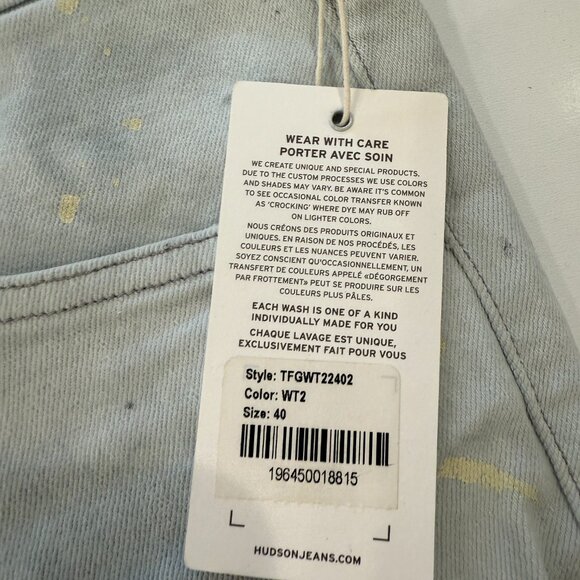 WEAR WITH CARE
PORTER AVEC SOIN
WE CREATE UNIQUE AND SPECIAL PRODUCTS.
DUE TO THE CUSTOM PROCESSES WE USE COLORS
AND SHADES MAY VARY. BE AWARE IT'S COMMON
TO SEE OCCASIONAL COLOR TRANSFER KNOWN
AS 'CROCKING' WHERE DYE MAY RUB OFF
ON LIGHTER COLORS.
NOUS CRÉONS DES PRODUITS ORIGINAUX ET
UNIQUES. EN RAISON DE NOS PROCÉDÉS, LES
COULEURS ET LES NUANCES PEUVENT VARIER.
SOYEZ CONSCIENT QU'OCCASIONNELLEMENT, UN
TRANSFERT DE COULEURS APPELÉ «DÉGORGEMENT
PAR FROTTEMENT» PEUT SE PRODUIRE SUR LES
COULEURS PLUS PÂLES.
EACH WASH IS ONE OF A KIND
INDIVIDUALLY MADE FOR YOU
CHAQUE LAVAGE EST UNIQUE,
EXCLUSIVEMENT FAIT POUR VOUS
Style: TFGWT22402
Color: WT2
Size: 40
196450018815
HUDSONJEANS.COM